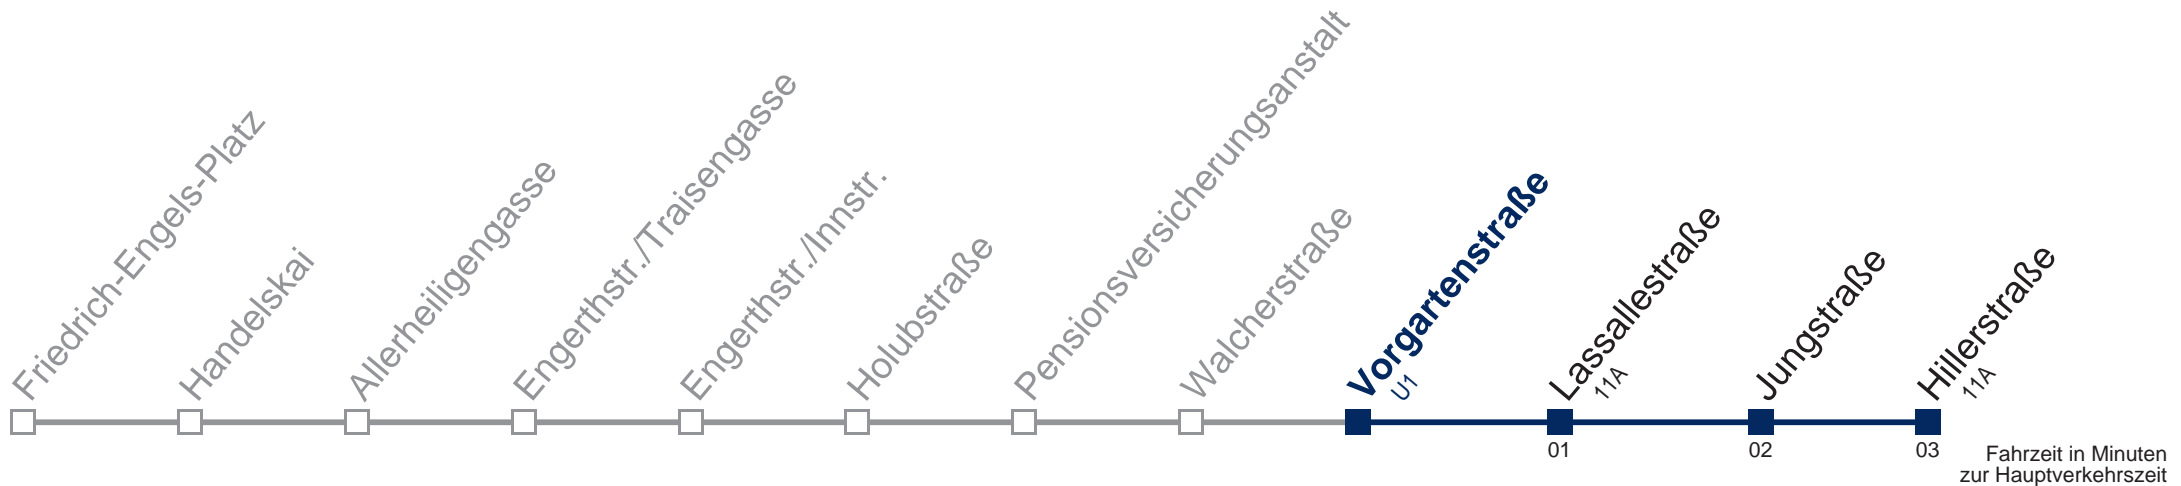 Friedrich-Engels-Platz
Handelskai
Allerheiligengasse
Engerthstr./Traisengasse
Engerthstr./Innstr.
Holubstraße
Pensionsversicherungsanstalt
Walcherstraße
Vorgartenstraße
U1
Lassallestraße
11A
Jungstraße
Hillerstraße
11A
01
02
03
Fahrzeit in Minuten
zur Hauptverkehrszeit